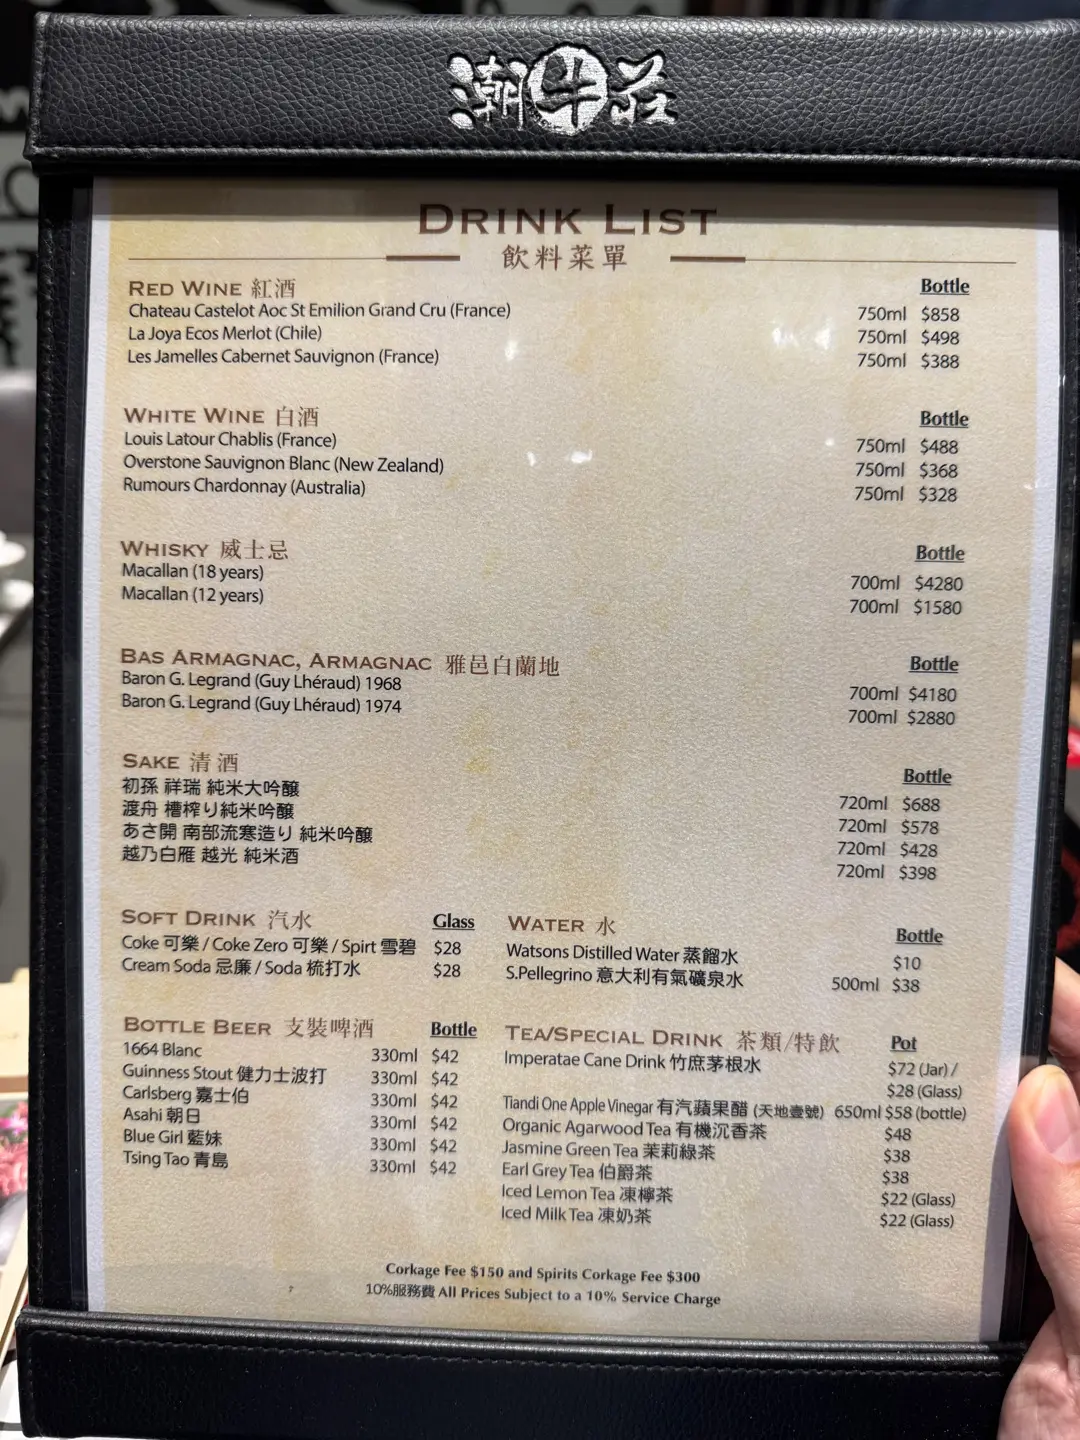 潮牛莊
DRINK LIST
飲料菜單
RED WINE 紅酒 Bottle
Chateau Castelot Aoc St Emilion Grand Cru (France) 750ml $858
La Joya Ecos Merlot (Chile) 750ml $498
Les Jamelles Cabernet Sauvignon (France) 750ml $388
WHITE WINE 白酒 Bottle
Louis Latour Chablis (France) 750ml $488
Overstone Sauvignon Blanc (New Zealand) 750ml $368
Rumours Chardonnay (Australia) 750ml $328
WHISKY 威士忌 Bottle
Macallan (18 years) 700ml $4280
Macallan (12 years) 700ml $1580
BAS ARMAGNAC, ARMAGNAC 雅邑白蘭地 Bottle
Baron G. Legrand (Guy Lhéraud) 1968 700ml $4180
Baron G. Legrand (Guy Lhéraud) 1974 700ml $2880
SAKE 清酒 Bottle
初孫 祥瑞 純米大吟醸 720ml $688
渡舟 槽榨り純米吟醸 720ml $578
あさ開 南部流寒造り 純米吟醸 720ml $428
越乃白雁 越光 純米酒 720ml $398
SOFT DRINK 汽水 Glass
Coke 可樂 / Coke Zero 可樂 / Spirt 雪碧 $28
Cream Soda 忌廉 / Soda 梳打水 $28
WATER 水 Bottle
Watsons Distilled Water 蒸餾水 $10
S.Pellegrino 意大利有氣礦泉水 500ml $38
BOTTLE BEER 支裝啤酒 Bottle
1664 Blanc 330ml $42
Guinness Stout 健力士波打 330ml $42
Carlsberg 嘉士伯 330ml $42
Asahi 朝日 330ml $42
Blue Girl 藍妹 330ml $42
Tsing Tao 青島 330ml $42
TEA/SPECIAL DRINK 茶類/特飲 Pot
Imperatae Cane Drink 竹庶茅根水 $72 (Jar) /
$28 (Glass)
Tiandi One Apple Vinegar 有汽蘋果醋 (天地壹號) 650ml $58 (bottle)
Organic Agarwood Tea 有機沉香茶 $48
Jasmine Green Tea 茉莉綠茶 $38
Earl Grey Tea 伯爵茶 $38
Iced Lemon Tea 凍檸茶 $22 (Glass)
Iced Milk Tea 凍奶茶 $22 (Glass)
Corkage Fee $150 and Spirits Corkage Fee $300
10%服務費 All Prices Subject to a 10% Service Charge